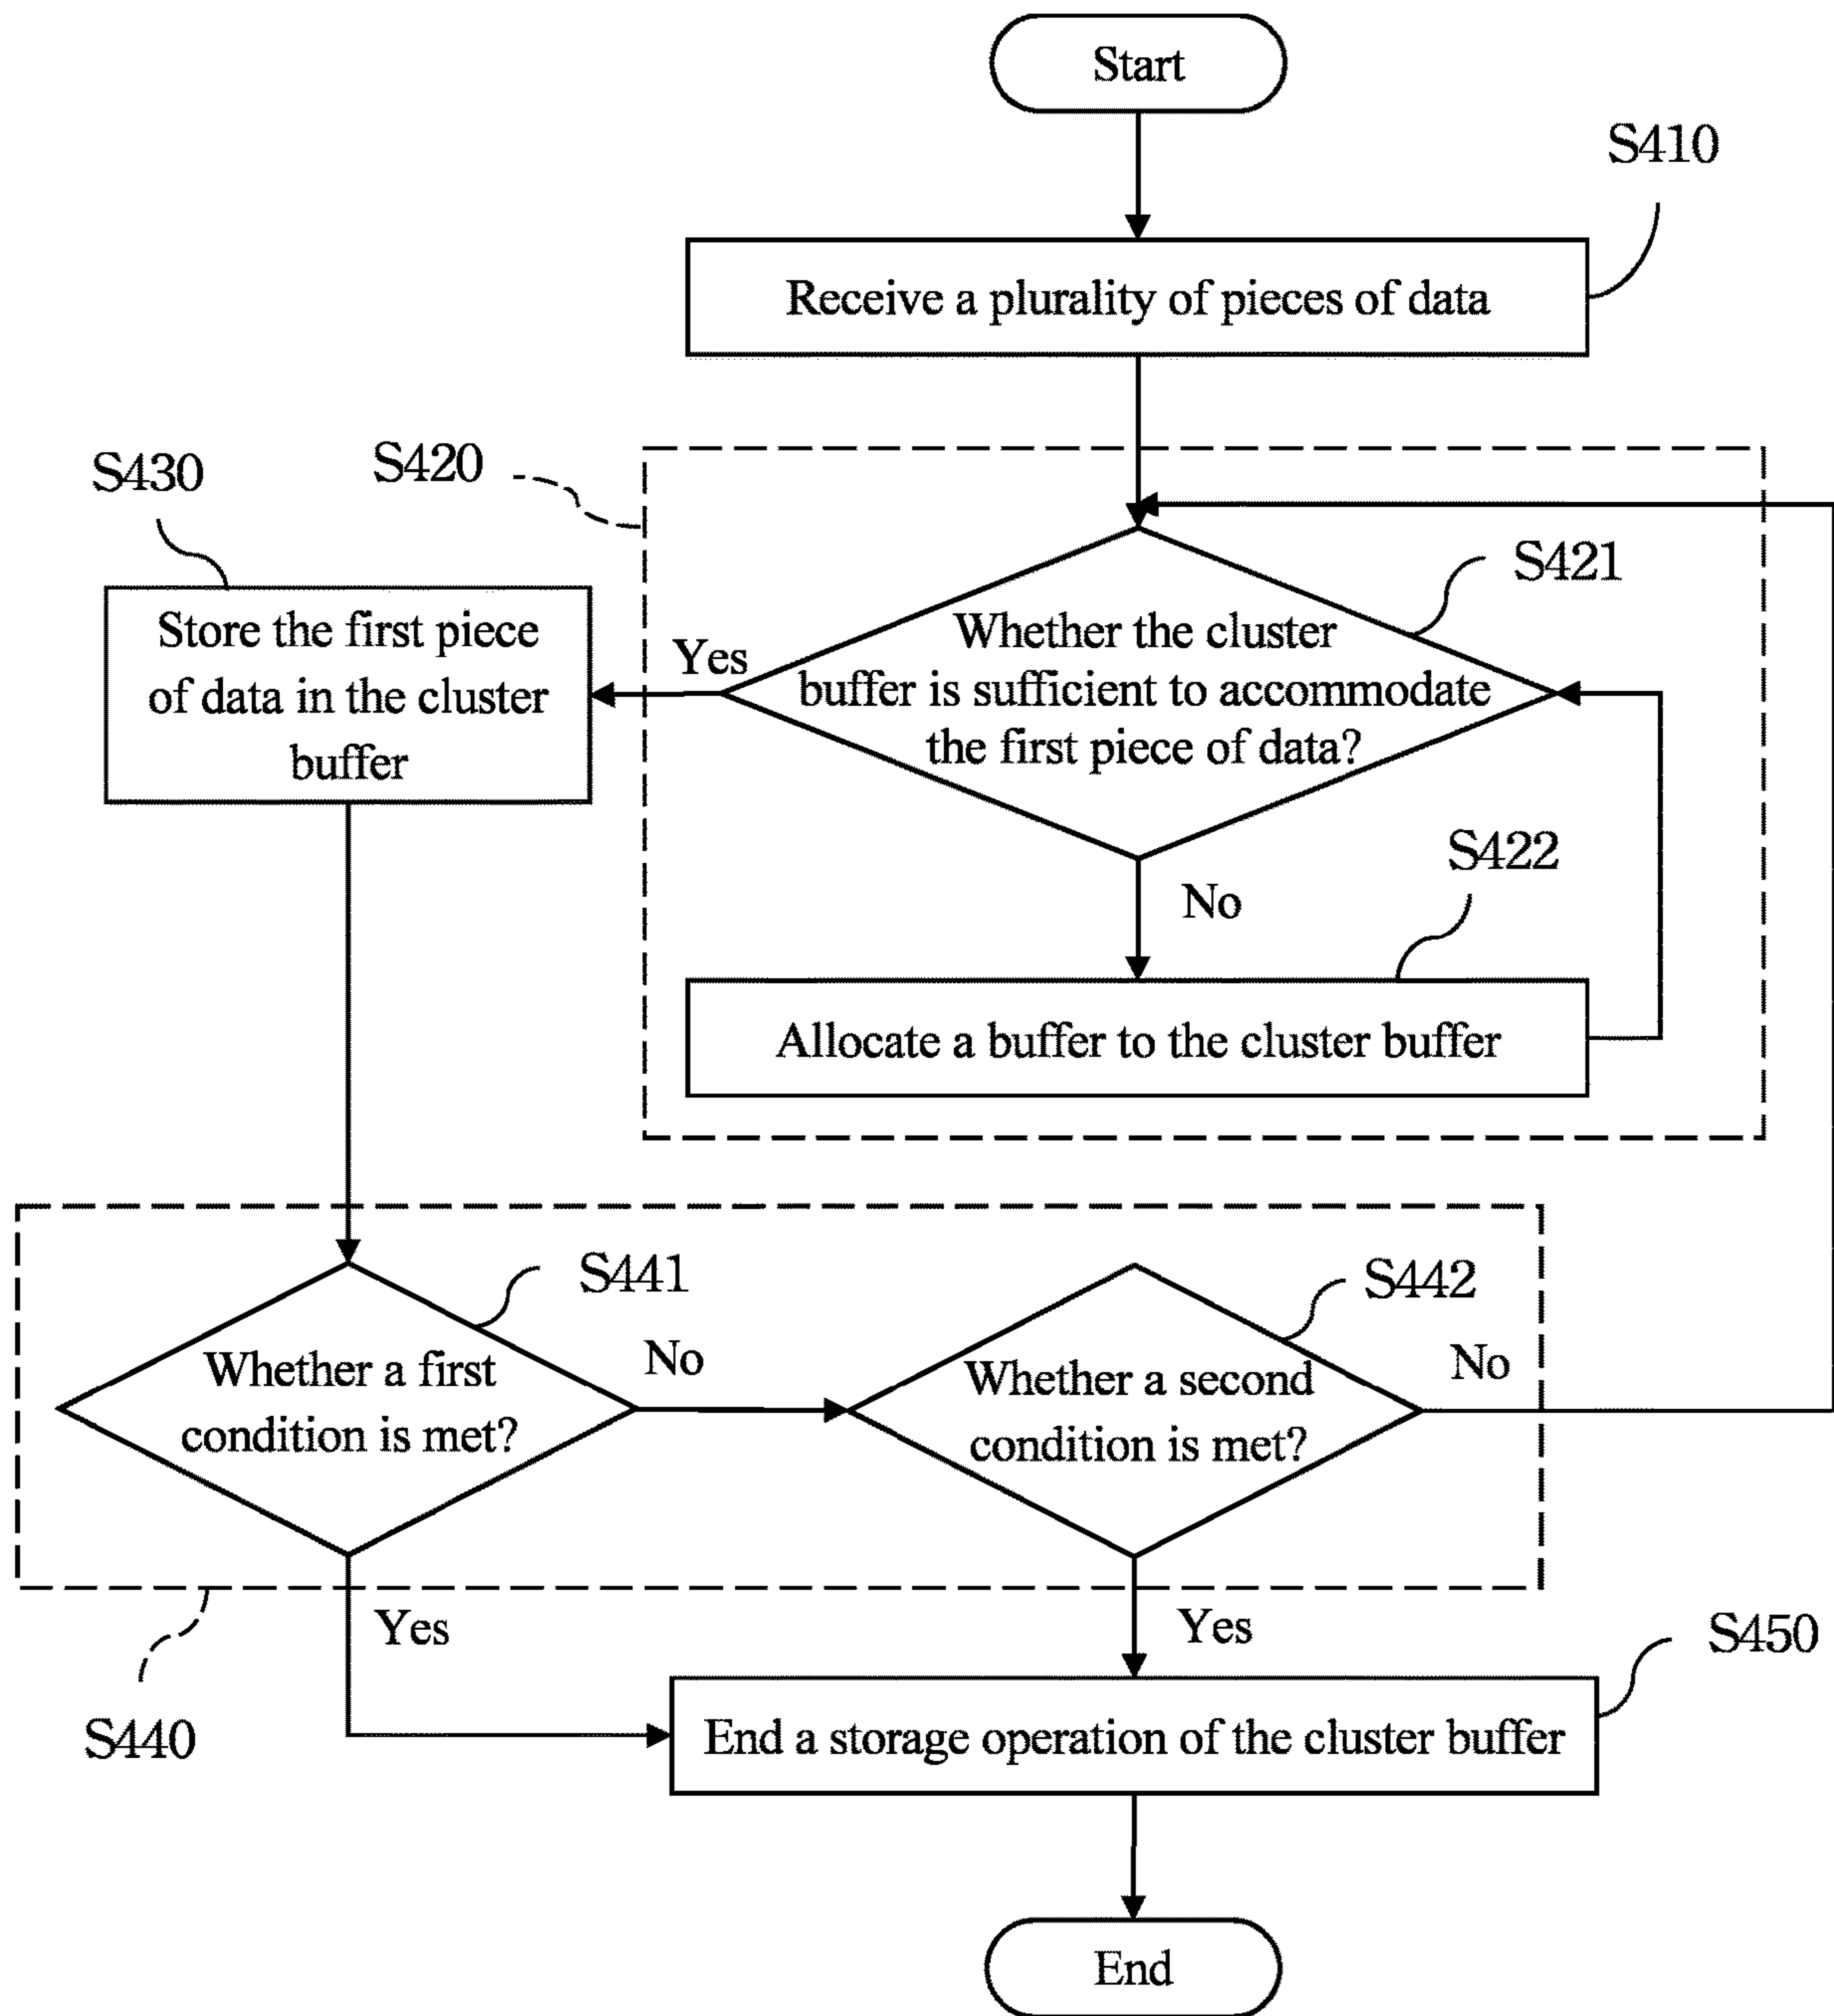 Start
S410
Receive a plurality of pieces of data
S430
S420
S421
Store the first piece
of data in the cluster
buffer
Yes
Whether the cluster
buffer is sufficient to accommodate
the first piece of data?
S422
No
Allocate a buffer to the cluster buffer
S441
S442
Whether a first
condition is met?
No
Whether a second
condition is met?
No
Yes
Yes
S450
S440
End a storage operation of the cluster buffer
End